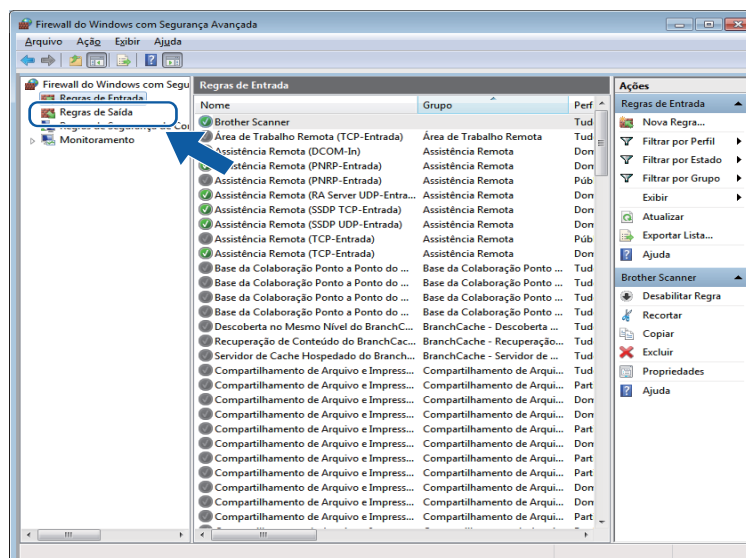 Firewall do Windows com Segurança Avançada
Arquivo Ação Exibir Ajuda
Firewall do Windows com Segu
Regras de Entrada
Regras de Saída
Regras de Segurança de Con
Monitoramento
Regras de Entrada
Nome Grupo Perf
Brother Scanner Tud
Área de Trabalho Remota (TCP-Entrada) Área de Trabalho Remota Tud
Assistência Remota (DCOM-In) Assistência Remota Dom
Assistência Remota (PNRP-Entrada) Assistência Remota Dom
Assistência Remota (PNRP-Entrada) Assistência Remota Púb
Assistência Remota (RA Server UDP-Entra... Assistência Remota Dom
Assistência Remota (SSDP TCP-Entrada) Assistência Remota Dom
Assistência Remota (SSDP UDP-Entrada) Assistência Remota Dom
Assistência Remota (TCP-Entrada) Assistência Remota Púb
Assistência Remota (TCP-Entrada) Assistência Remota Dom
Base da Colaboração Ponto a Ponto do ... Base da Colaboração Ponto ... Tud
Base da Colaboração Ponto a Ponto do ... Base da Colaboração Ponto ... Tud
Base da Colaboração Ponto a Ponto do ... Base da Colaboração Ponto ... Tud
Base da Colaboração Ponto a Ponto do ... Base da Colaboração Ponto ... Tud
Descoberta no Mesmo Nível do BranchC... BranchCache - Descoberta ... Tud
Recuperação de Conteúdo do BranchCac... BranchCache - Recuperação... Tud
Servidor de Cache Hospedado do Branch... BranchCache - Servidor de ... Tud
Compartilhamento de Arquivo e Impress... Compartilhamento de Arqui... Tud
Compartilhamento de Arquivo e Impress... Compartilhamento de Arqui... Part
Compartilhamento de Arquivo e Impress... Compartilhamento de Arqui... Dom
Compartilhamento de Arquivo e Impress... Compartilhamento de Arqui... Dom
Compartilhamento de Arquivo e Impress... Compartilhamento de Arqui... Part
Compartilhamento de Arquivo e Impress... Compartilhamento de Arqui... Dom
Compartilhamento de Arquivo e Impress... Compartilhamento de Arqui... Part
Compartilhamento de Arquivo e Impress... Compartilhamento de Arqui... Part
Compartilhamento de Arquivo e Impress... Compartilhamento de Arqui... Dom
Compartilhamento de Arquivo e Impress... Compartilhamento de Arqui... Dom
Compartilhamento de Arquivo e Impress... Compartilhamento de Arqui... Part
Ações
Regras de Entrada
Nova Regra...
Filtrar por Perfil
Filtrar por Estado
Filtrar por Grupo
Exibir
Atualizar
Exportar Lista...
Ajuda
Brother Scanner
Desabilitar Regra
Recortar
Copiar
Excluir
Propriedades
Ajuda